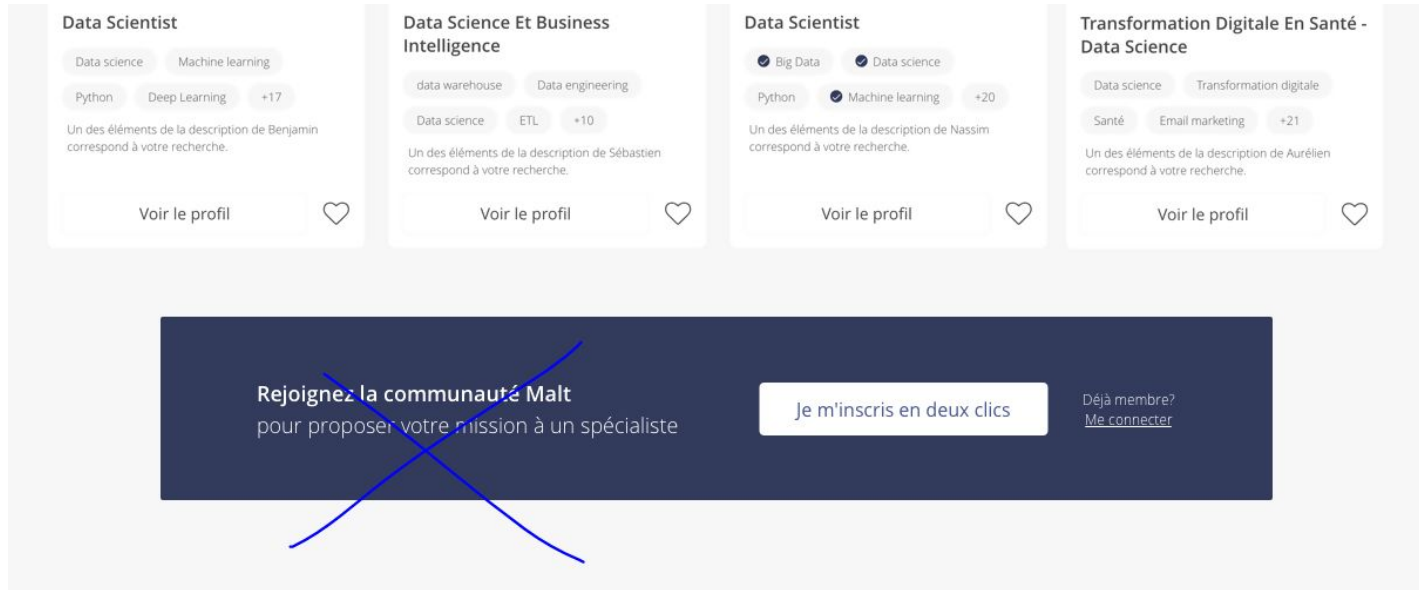 Data Scientist
Data science Machine learning
Python Deep Learning +17
Un des éléments de la description de Benjamin
correspond à votre recherche.
Voir le profil
Data Science Et Business
Intelligence
data warehouse Data engineering
Data science ETL +10
Un des éléments de la description de Sébastien
correspond à votre recherche.
Voir le profil
Data Scientist
Big Data Data science
Python Machine learning +20
Un des éléments de la description de Nassim
correspond à votre recherche.
Voir le profil
Transformation Digitale En Santé -
Data Science
Data science Transformation digitale
Santé Email marketing +21
Un des éléments de la description de Aurélien
correspond à votre recherche.
Voir le profil
Rejoignez la communauté Malt
pour proposer votre mission à un spécialiste
Je m'inscris en deux clics
Déjà membre?
Me connecter